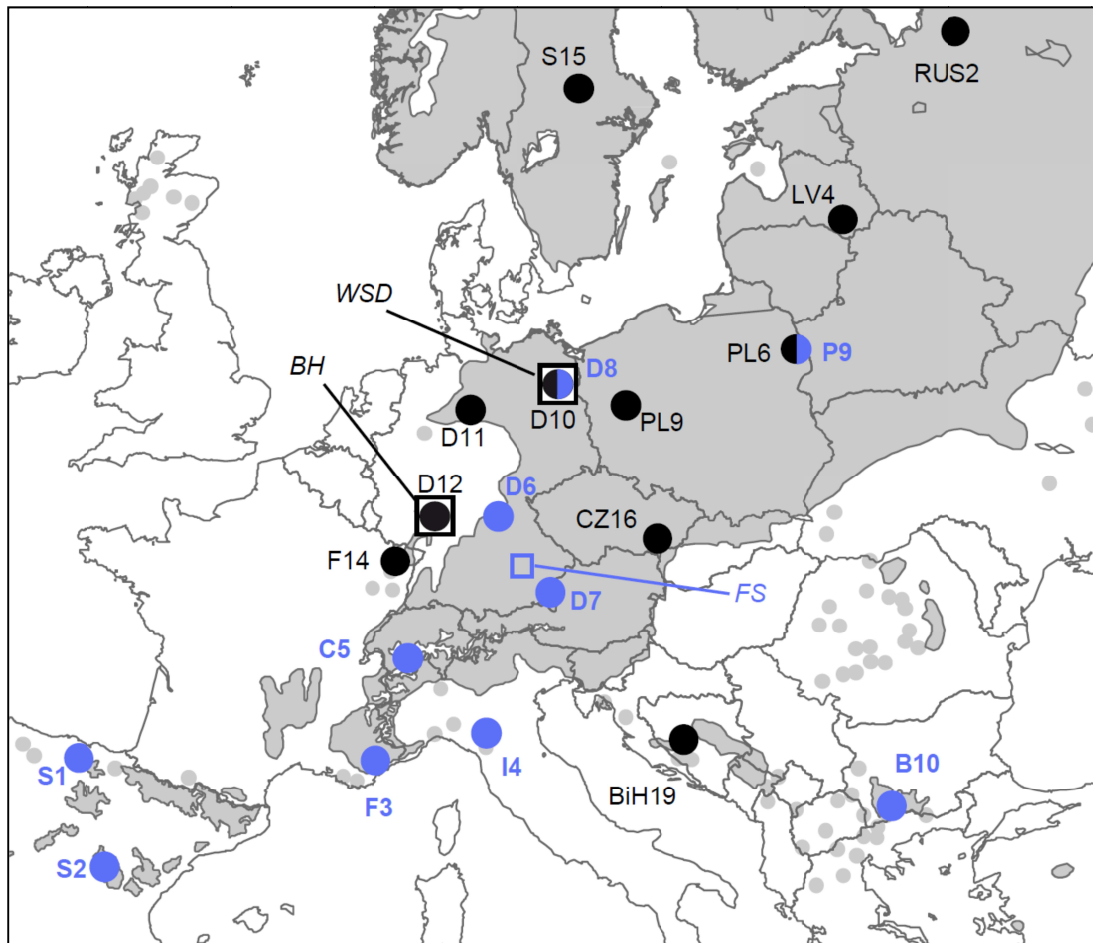 S15
RUS2
LV4
WSD
BH
D8
PL6
P9
D10
PL9
D11
D12
D6
CZ16
F14
FS
D7
C5
S1
I4
B10
BiH19
F3
S2